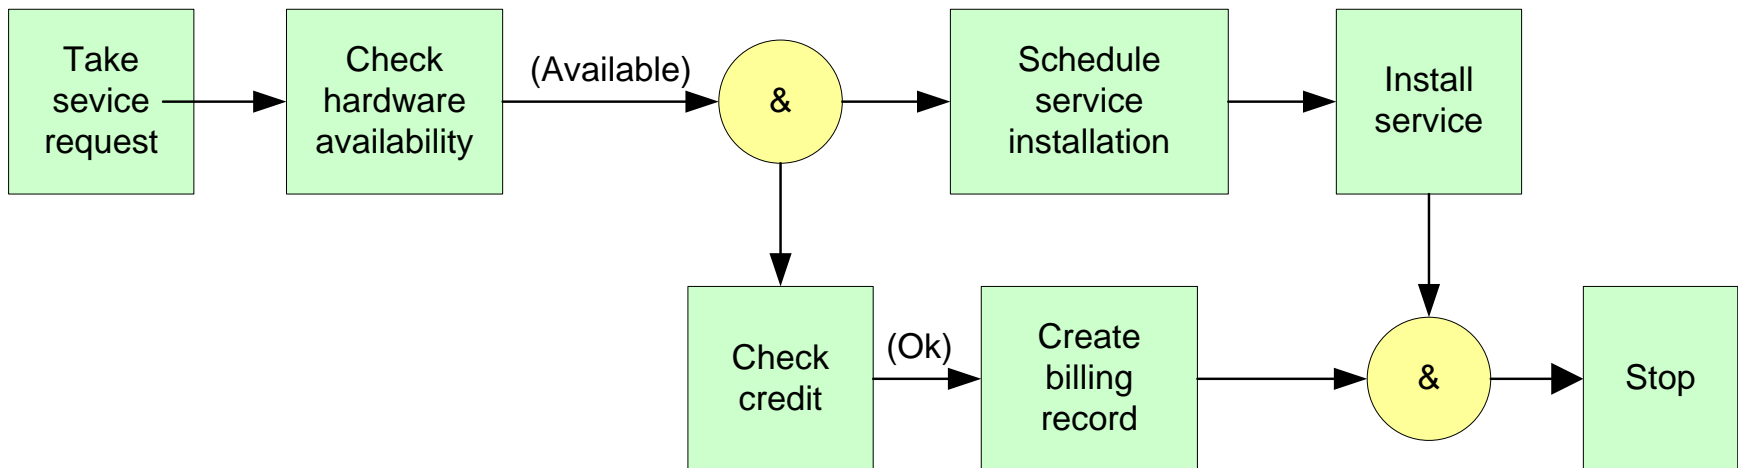 Take
sevice
request
Check
hardware
availability
(Available)
&
Schedule
service
installation
Install
service
Check
credit
(Ok)
Create
billing
record
&
Stop